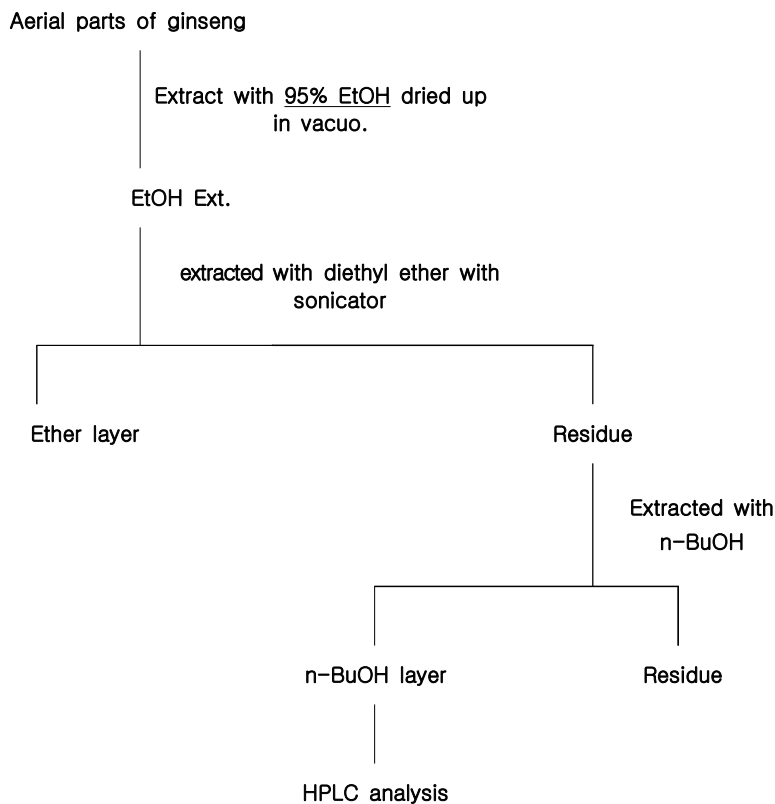 Aerial parts of ginseng
Extract with 95% EtOH dried up
in vacuo.
EtOH Ext.
extracted with diethyl ether with
sonicator
Ether layer
Residue
Extracted with
n-BuOH
n-BuOH layer
Residue
HPLC analysis